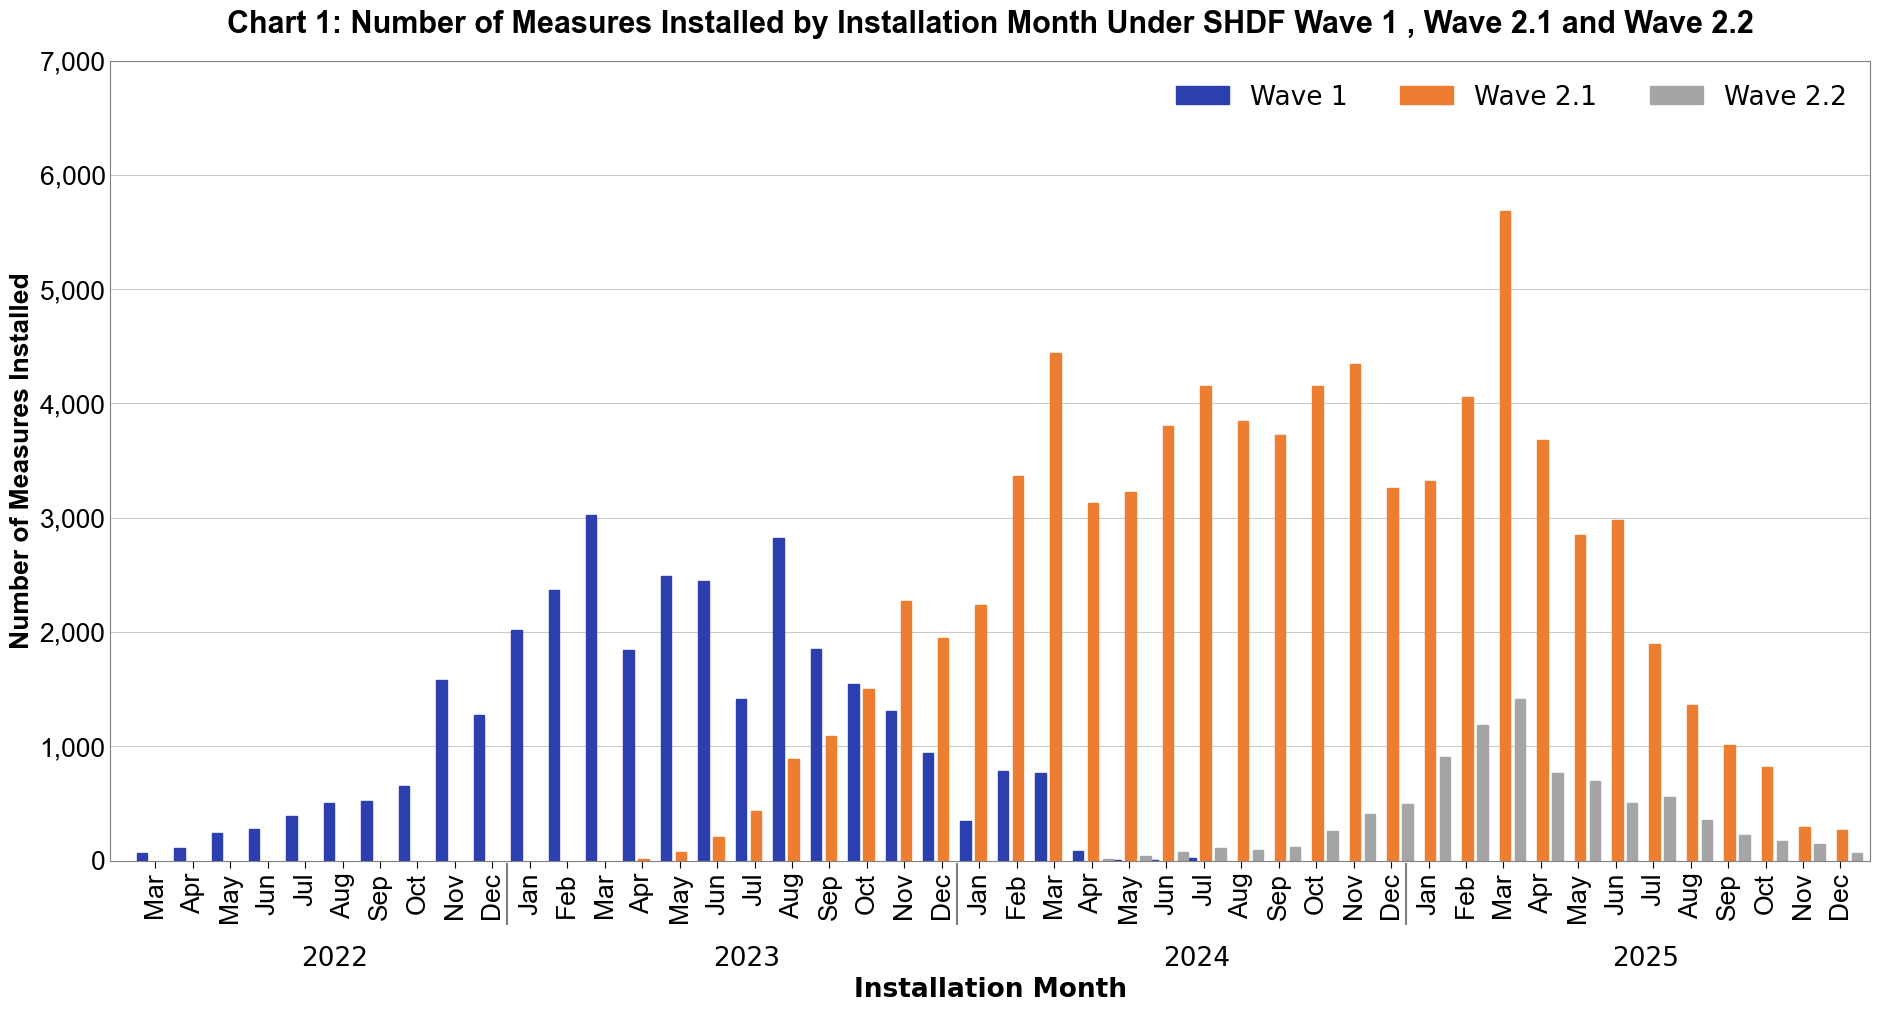 Chart 1: Number of Measures Installed by Installation Month Under SHDF Wave 1 , Wave 2.1 and Wave 2.2
Wave 1 Wave 2.1 Wave 2.2
Number of Measures Installed
7,000
6,000
5,000
4,000
3,000
2,000
1,000
0
Mar Apr May Jun Jul Aug Sep Oct Nov Dec Jan Feb Mar Apr May Jun Jul Aug Sep Oct Nov Dec Jan Feb Mar Apr May Jun Jul Aug Sep Oct Nov Dec Jan Feb Mar Apr May Jun Jul Aug Sep Oct Nov Dec
2022 2023 2024 2025
Installation Month